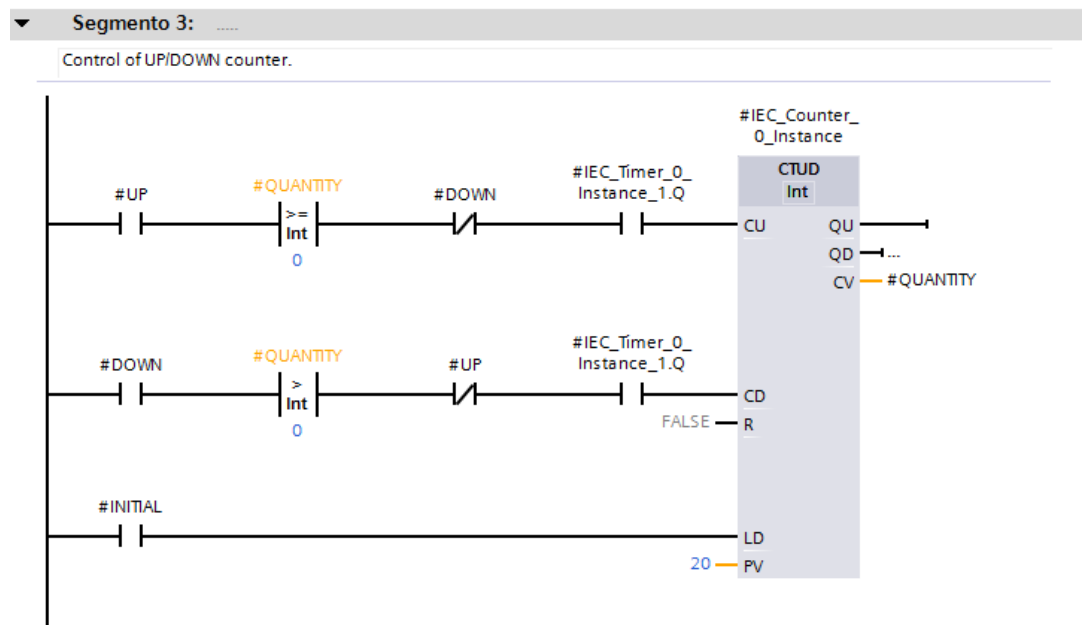 Segmento 3: .....
Control of UP/DOWN counter.
#IEC_Counter_
0_Instance
CTUD
Int
#UP
#QUANTITY
>=
Int
0
#DOWN
#IEC_Timer_0_
Instance_1.Q
CU
QU
QD
...
CV
#QUANTITY
#DOWN
#QUANTITY
>
Int
0
#UP
#IEC_Timer_0_
Instance_1.Q
CD
FALSE
R
#INITIAL
LD
20
PV